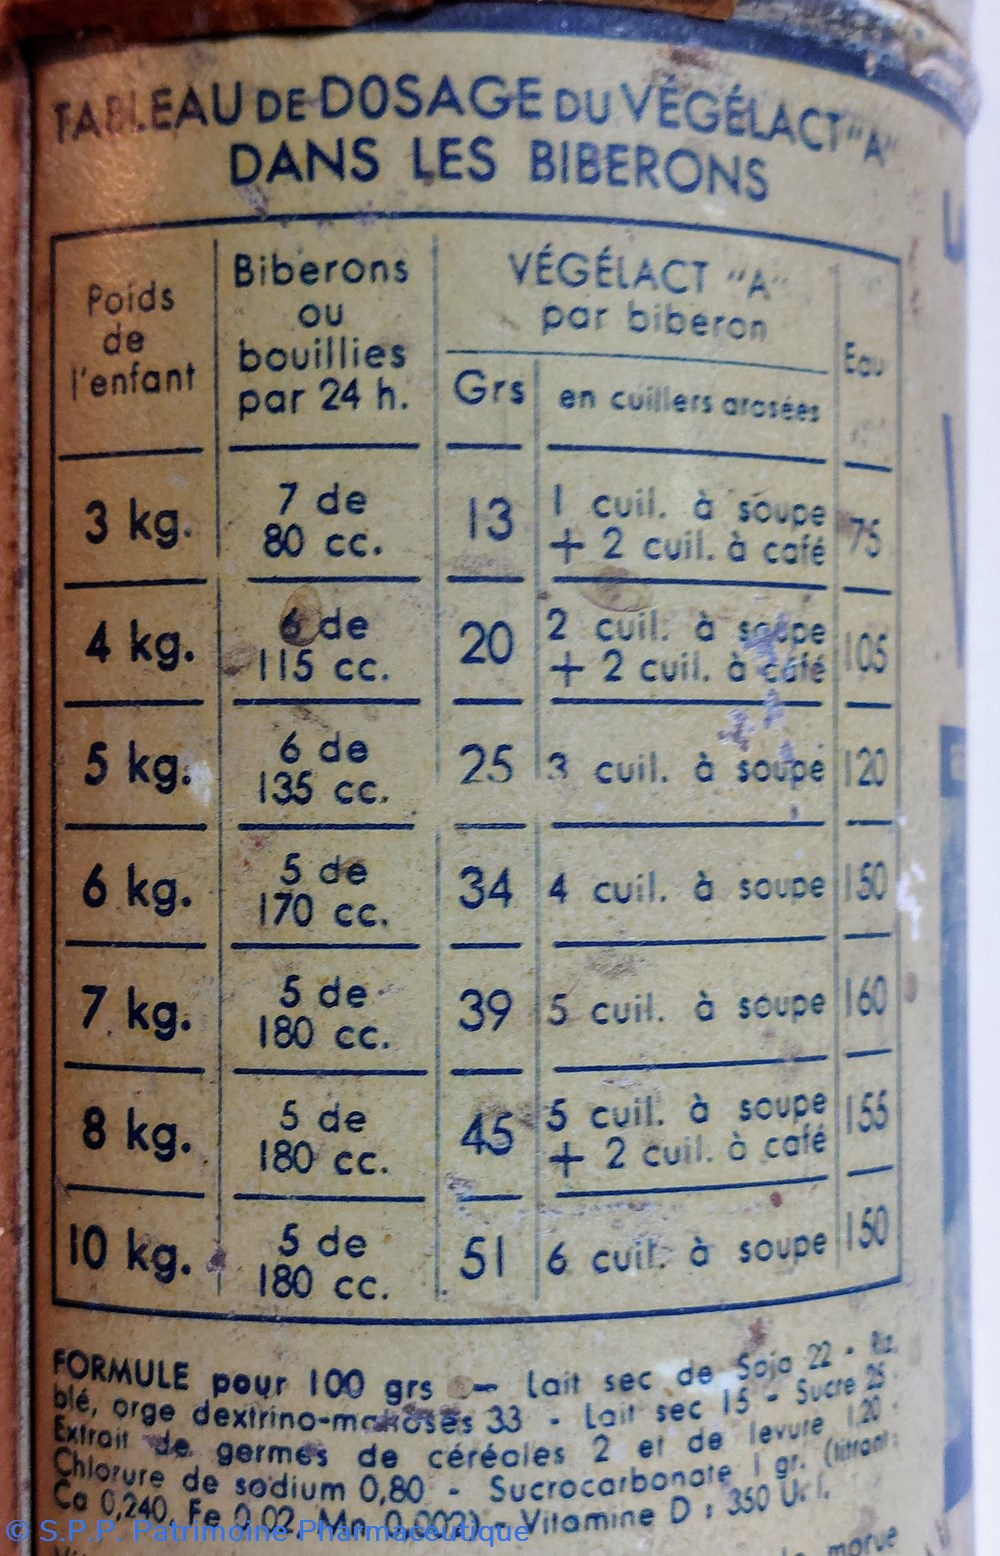 TABLEAU DE DOSAGE DU VÉGÉLACT "A"
DANS LES BIBERONS
Poids
de
l'enfant
Biberons
ou
bouillies
par 24 h.
VÉGÉLACT "A"
par biberon
Grs
en cuillers arasées
Eau
3 kg.
7 de
80 cc.
13
1 cuil. à soupe
+ 2 cuil. à café
75
4 kg.
6 de
115 cc.
20
2 cuil. à soupe
+ 2 cuil. à café
105
5 kg.
6 de
135 cc.
25
3 cuil. à soupe
120
6 kg.
5 de
170 cc.
34
4 cuil. à soupe
150
7 kg.
5 de
180 cc.
39
5 cuil. à soupe
160
8 kg.
5 de
180 cc.
45
5 cuil. à soupe
+ 2 cuil. à café
155
10 kg.
5 de
180 cc.
51
6 cuil. à soupe
150
FORMULE pour 100 grs — Lait sec de Soja 22 - Riz,
blé, orge dextrino-maltosés 33 - Lait sec 15 - Sucre 25 -
Extrait de germes de céréales 2 et de levure 1,20 -
Chlorure de sodium 0,80 - Sucrocarbonate 1 gr. (titrant :
Ca 0,240, Fe 0,02, Mn 0,002) - Vitamine D : 350 U. I.
morue
© S.P.P. Patrimoine Pharmaceutique